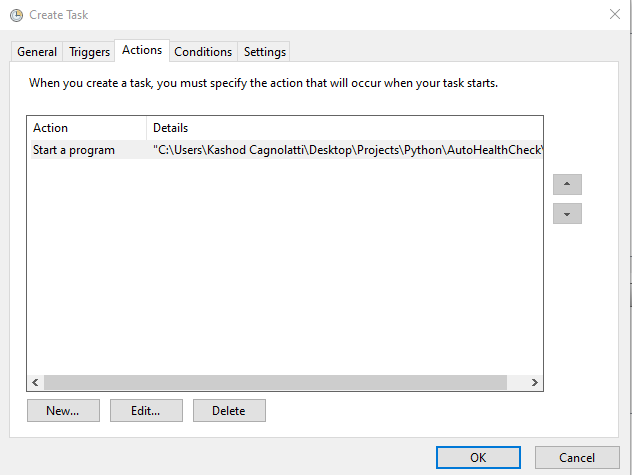 Create Task
General Triggers Actions Conditions Settings
When you create a task, you must specify the action that will occur when your task starts.
Action Details
Start a program "C:\Users\Kashod Cagnolatti\Desktop\Projects\Python\AutoHealthCheck\
New... Edit... Delete
OK Cancel